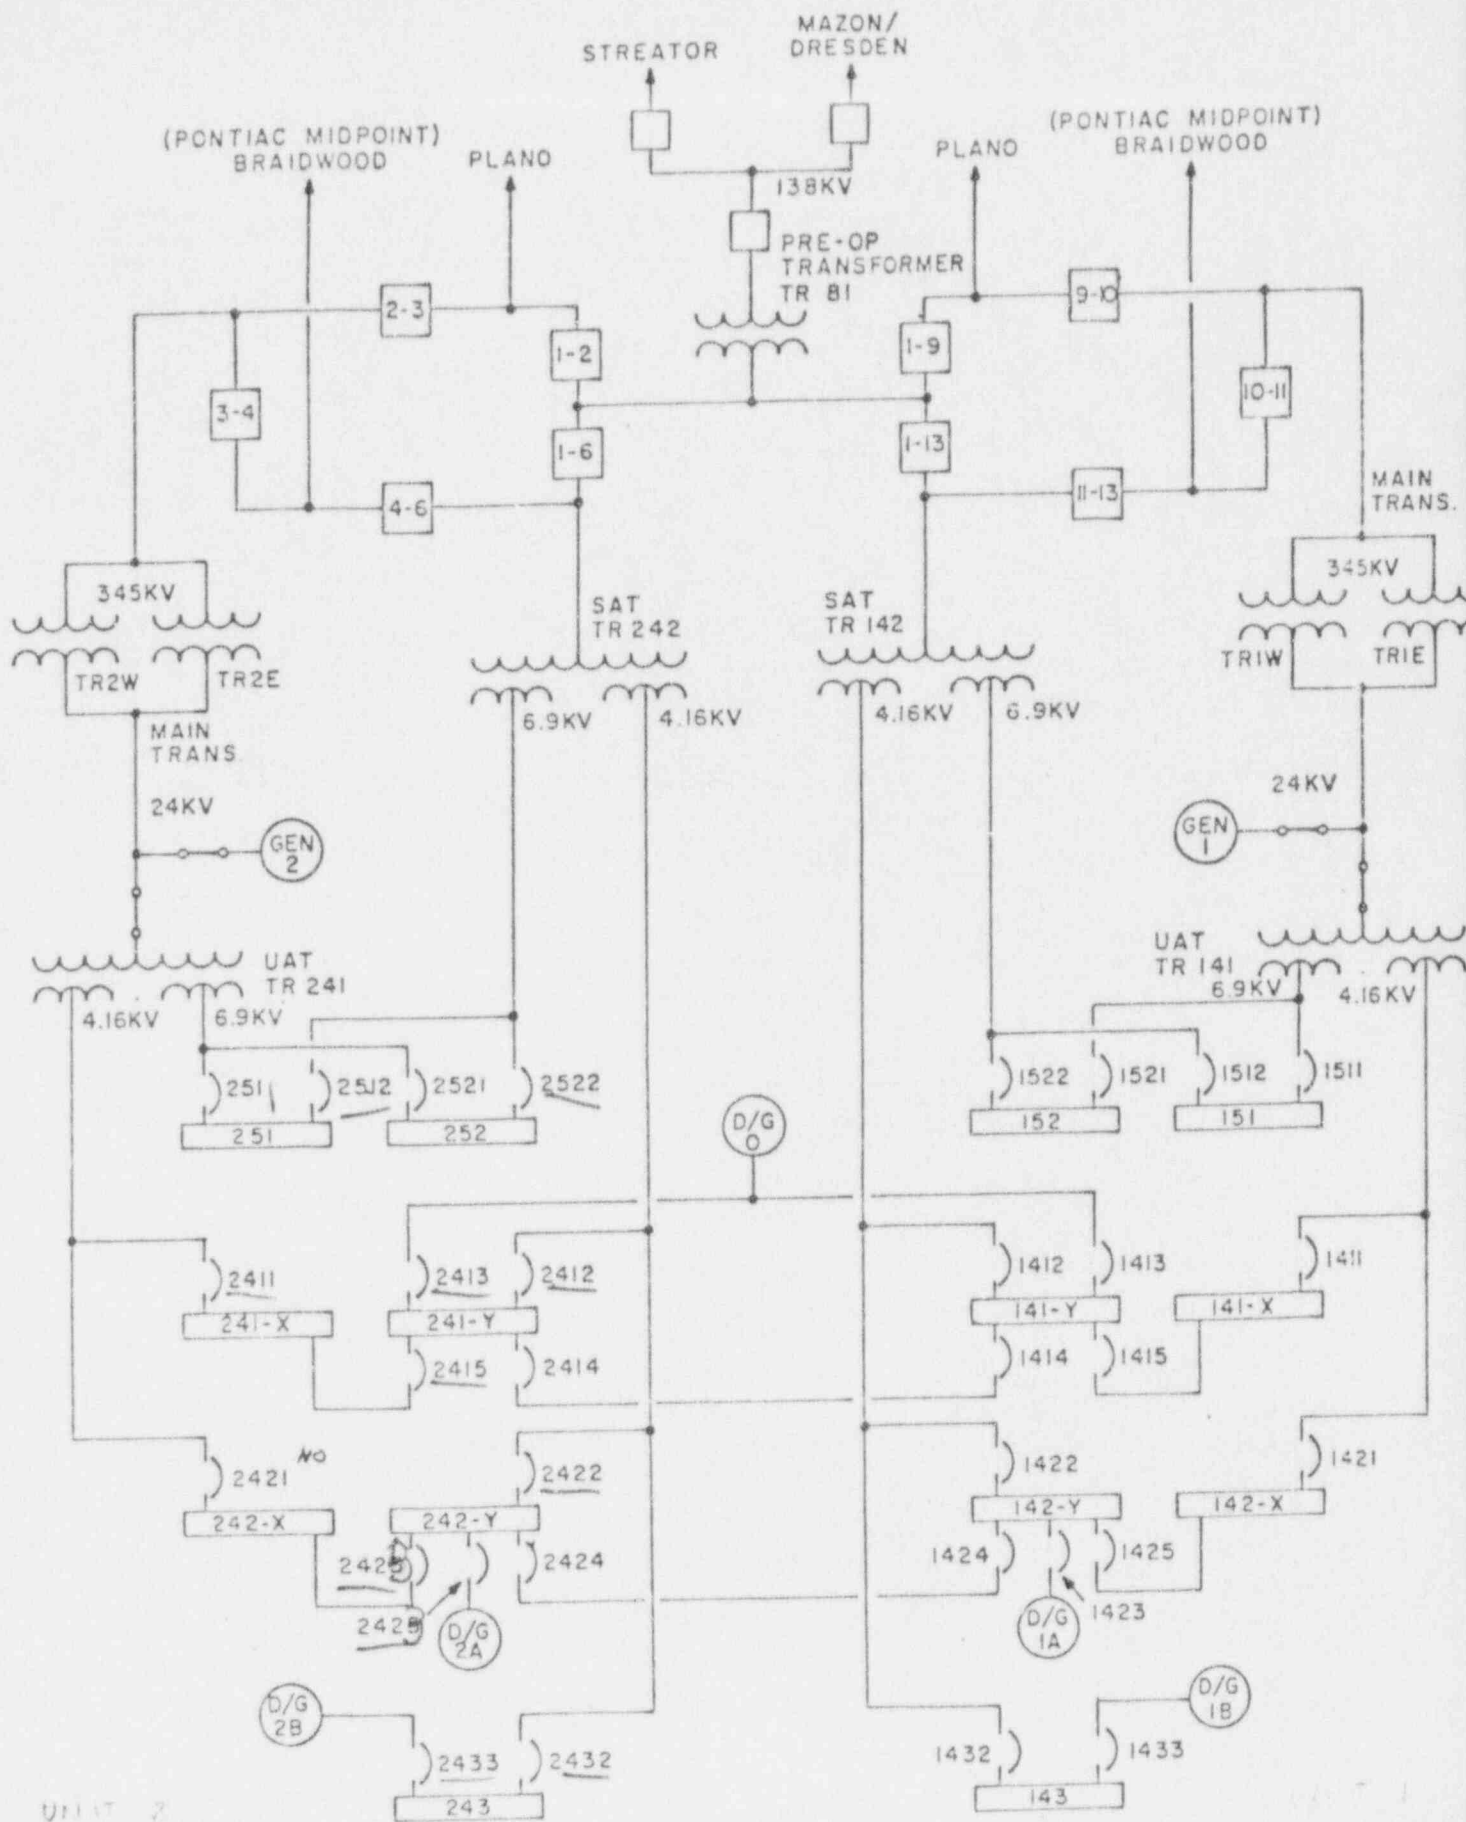 MAZON/
DRESDEN
STREATOR
(PONTIAC MIDPOINT)
BRAIDWOOD
PLANO
138KV
PLANO
(PONTIAC MIDPOINT)
BRAIDWOOD
PRE-OP
TRANSFORMER
TR 81
2-3
1-2
1-9
9-10
3-4
1-6
1-13
10-11
4-6
11-13
MAIN
TRANS.
345KV
345KV
SAT
TR 242
SAT
TR 142
TR2W
TR2E
TR1W
TR1E
6.9KV
4.16KV
4.16KV
6.9KV
MAIN
TRANS
24KV
24KV
GEN
2
GEN
1
UAT
TR 241
UAT
TR 141
4.16KV
6.9KV
6.9KV
4.16KV
2511
2512
2521
2522
1522
1521
1512
1511
251
252
152
151
D/G
0
2411
2413
2412
1412
1413
1411
241-X
241-Y
141-Y
141-X
2415
2414
1414
1415
NO
2421
2422
1422
1421
242-X
242-Y
142-Y
142-X
2424
1424
1425
D/G
2A
D/G
1A
1423
D/G
2B
D/G
1B
2433
2432
1432
1433
243
143
UNIT 2